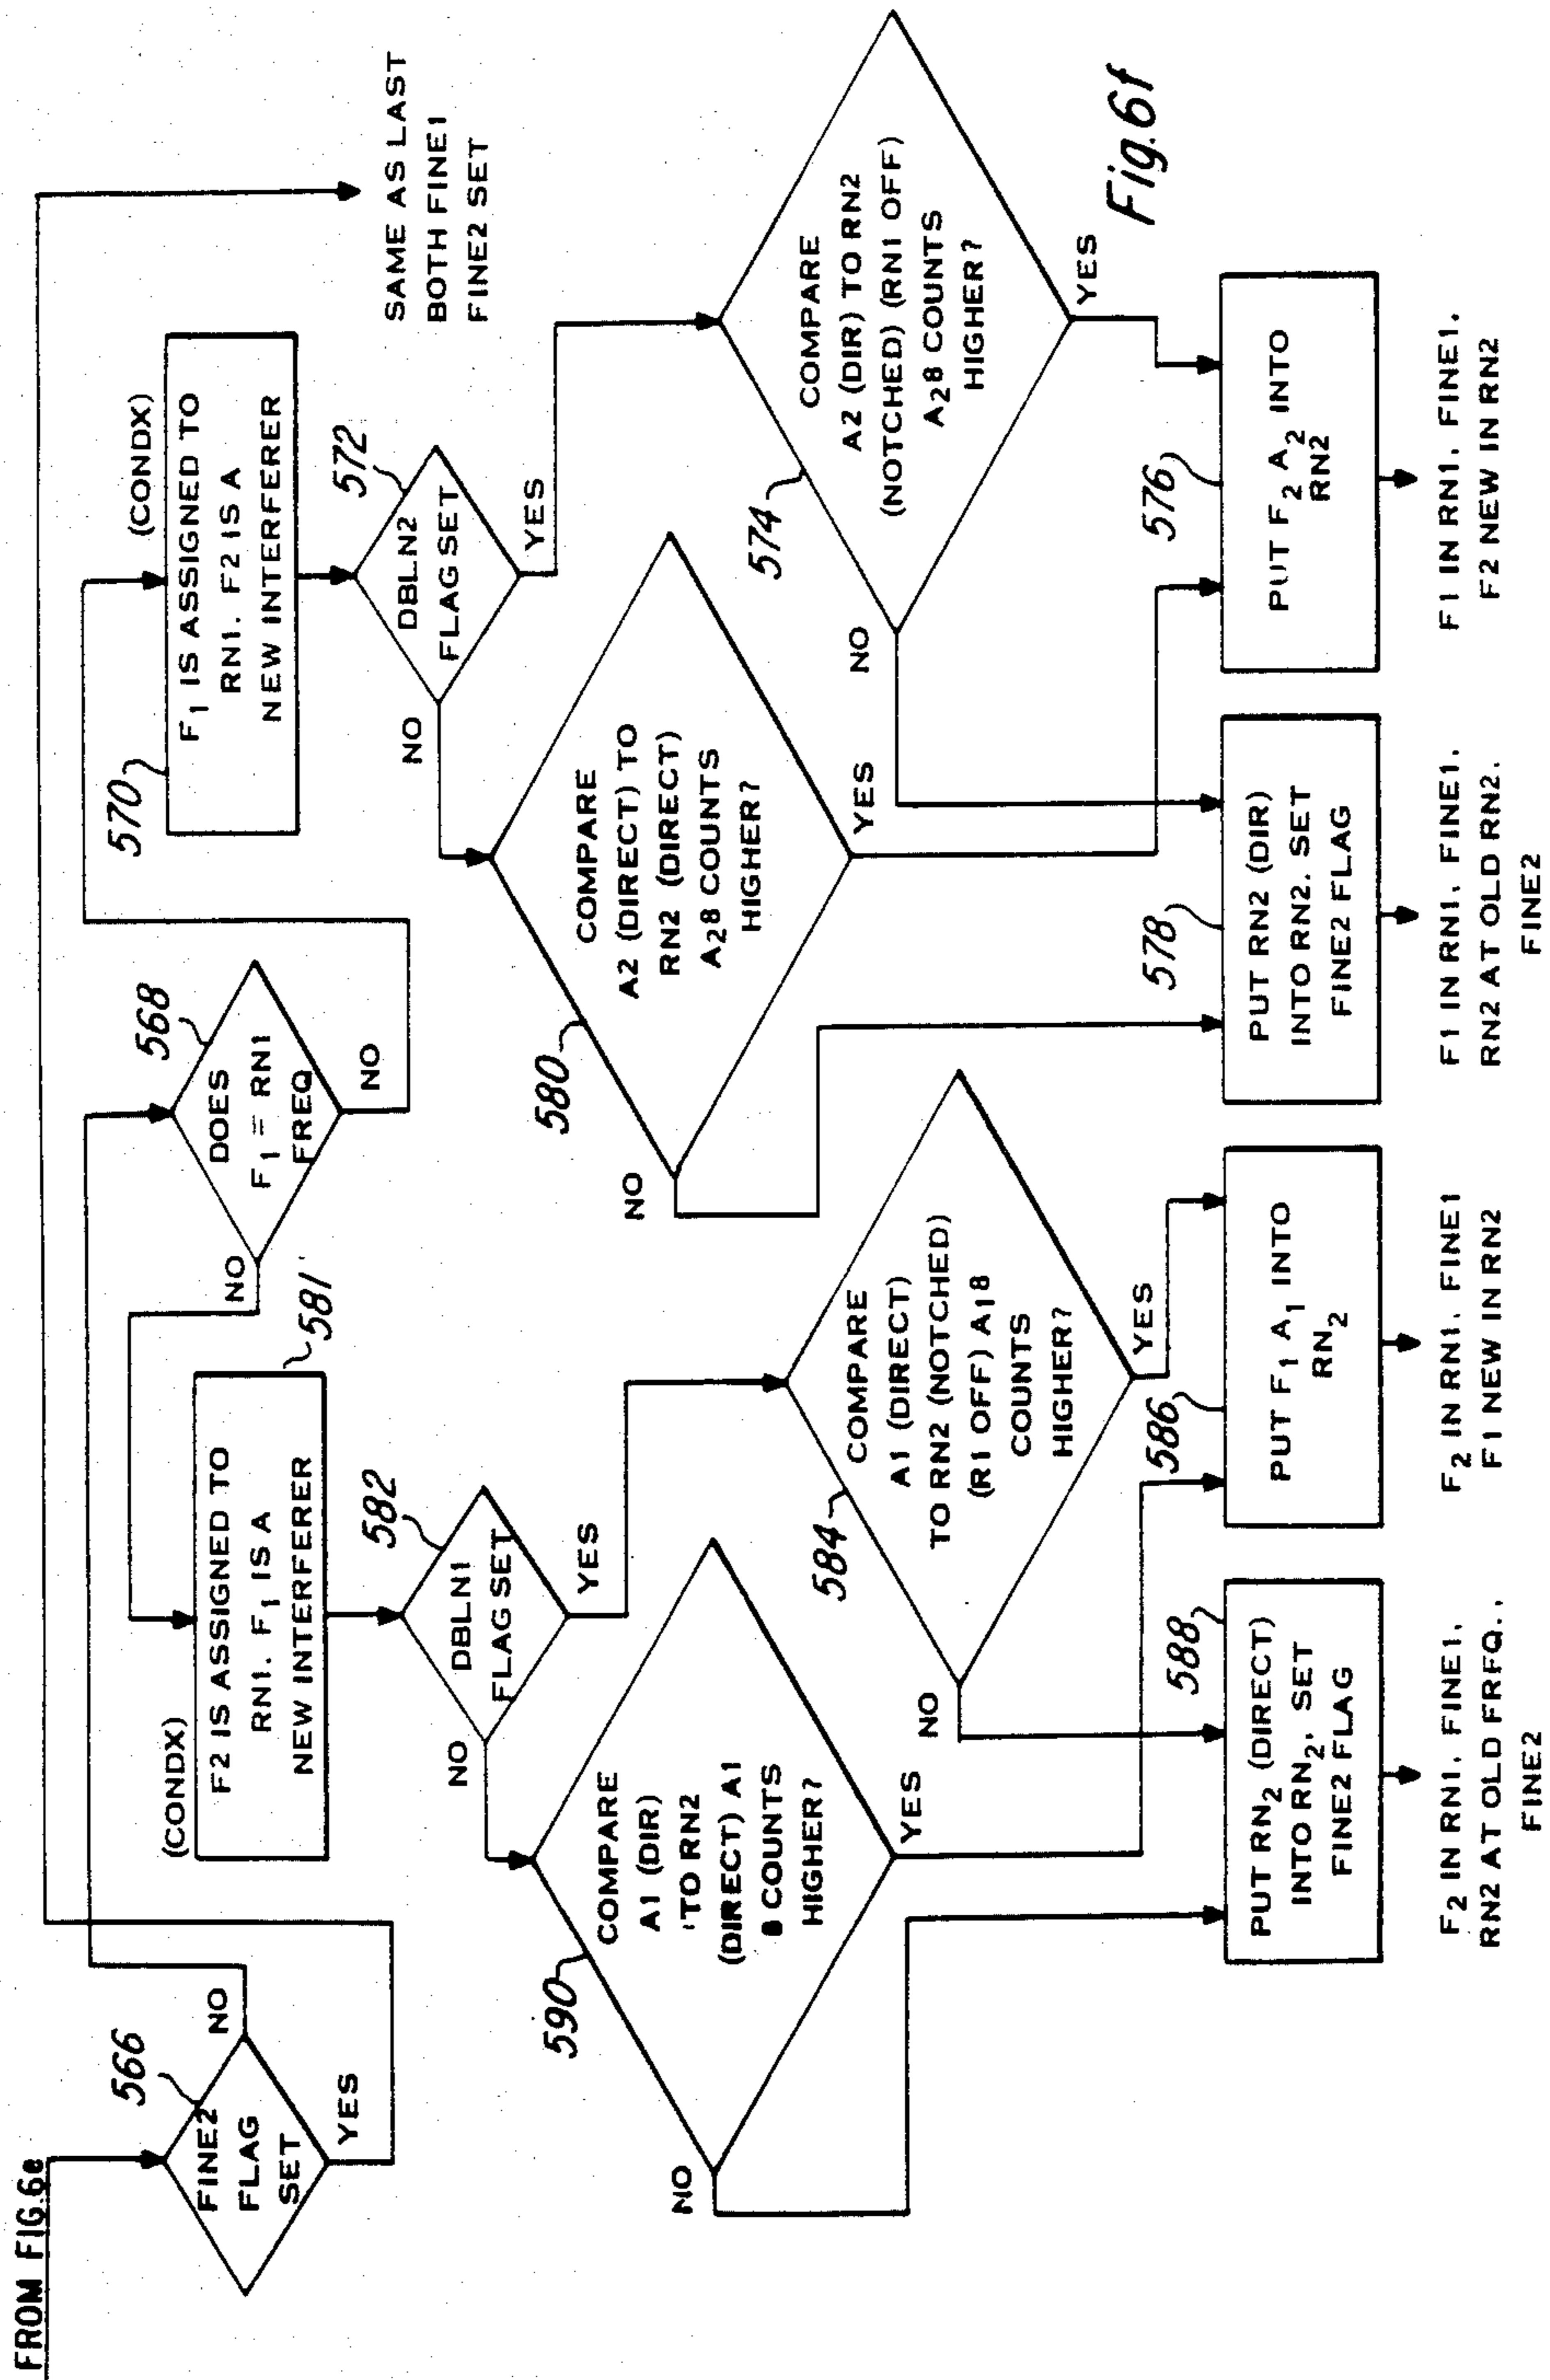 FROM FIG.6e
566
FINE2
FLAG
SET
NO
YES
SAME AS LAST
BOTH FINE1
FINE2 SET
568
DOES
F1 = RN1
FREQ
NO
NO
(CONDX)
581
F2 IS ASSIGNED TO
RN1. F1 IS A
NEW INTERFERER
582
DBLN1
FLAG SET
NO
YES
590
COMPARE
A1 (DIR)
TO RN2
(DIRECT) A1
8 COUNTS
HIGHER?
NO
YES
584
COMPARE
A1 (DIRECT)
TO RN2 (NOTCHED)
(R1 OFF) A18
COUNTS
HIGHER?
NO
YES
588
PUT RN2 (DIRECT)
INTO RN2, SET
FINE2 FLAG
F2 IN RN1. FINE1.
RN2 AT OLD FRFQ..
FINE2
586
PUT F1 A1 INTO
RN2
F2 IN RN1. FINE1
F1 NEW IN RN2
(CONDX)
570
F1 IS ASSIGNED TO
RN1. F2 IS A
NEW INTERFERER
572
DBLN2
FLAG SET
NO
YES
580
COMPARE
A2 (DIRECT) TO
RN2 (DIRECT)
A28 COUNTS
HIGHER?
NO
YES
574
COMPARE
A2 (DIR) TO RN2
(NOTCHED) (RN1 OFF)
A28 COUNTS
HIGHER?
NO
YES
578
PUT RN2 (DIR)
INTO RN2. SET
FINE2 FLAG
F1 IN RN1. FINE1.
RN2 AT OLD RN2.
FINE2
576
PUT F2 A2 INTO
RN2
F1 IN RN1. FINE1.
F2 NEW IN RN2
Fig.6f